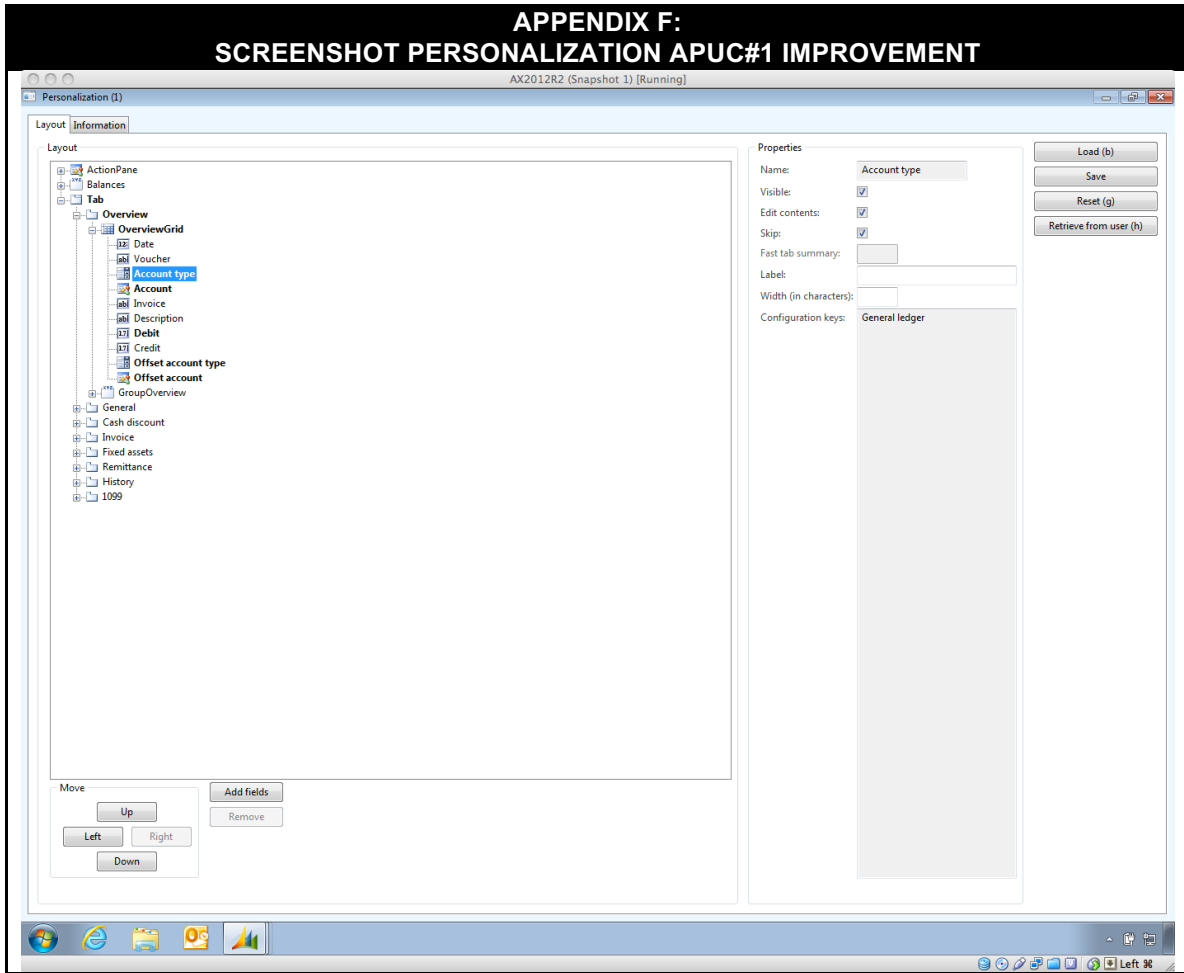 APPENDIX F:
SCREENSHOT PERSONALIZATION APUC#1 IMPROVEMENT
AX2012R2 (Snapshot 1) [Running]
Personalization (1)
Layout Information
Layout
ActionPane
Balances
Tab
Overview
OverviewGrid
Date
Voucher
Account type
Account
Invoice
Description
Debit
Credit
Offset account type
Offset account
GroupOverview
General
Cash discount
Invoice
Fixed assets
Remittance
History
1099
Move
Up
Left Right
Down
Add fields
Remove
Properties
Name: Account type
Visible:
Edit contents:
Skip:
Fast tab summary:
Label:
Width (in characters):
Configuration keys: General ledger
Load (b)
Save
Reset (g)
Retrieve from user (h)
Left ⌘